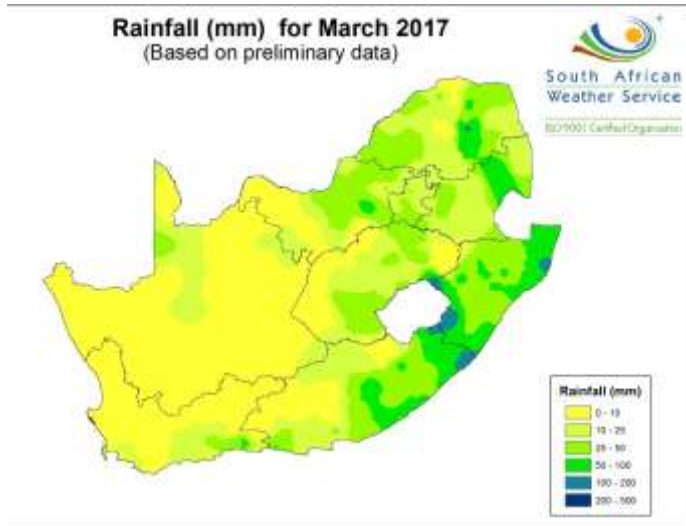 Rainfall (mm) for March 2017
(Based on preliminary data)
South African
Weather Service
ISO 9001 Certified Organisation
Rainfall (mm)
0 - 10
10 - 25
25 - 50
50 - 100
100 - 200
200 - 500